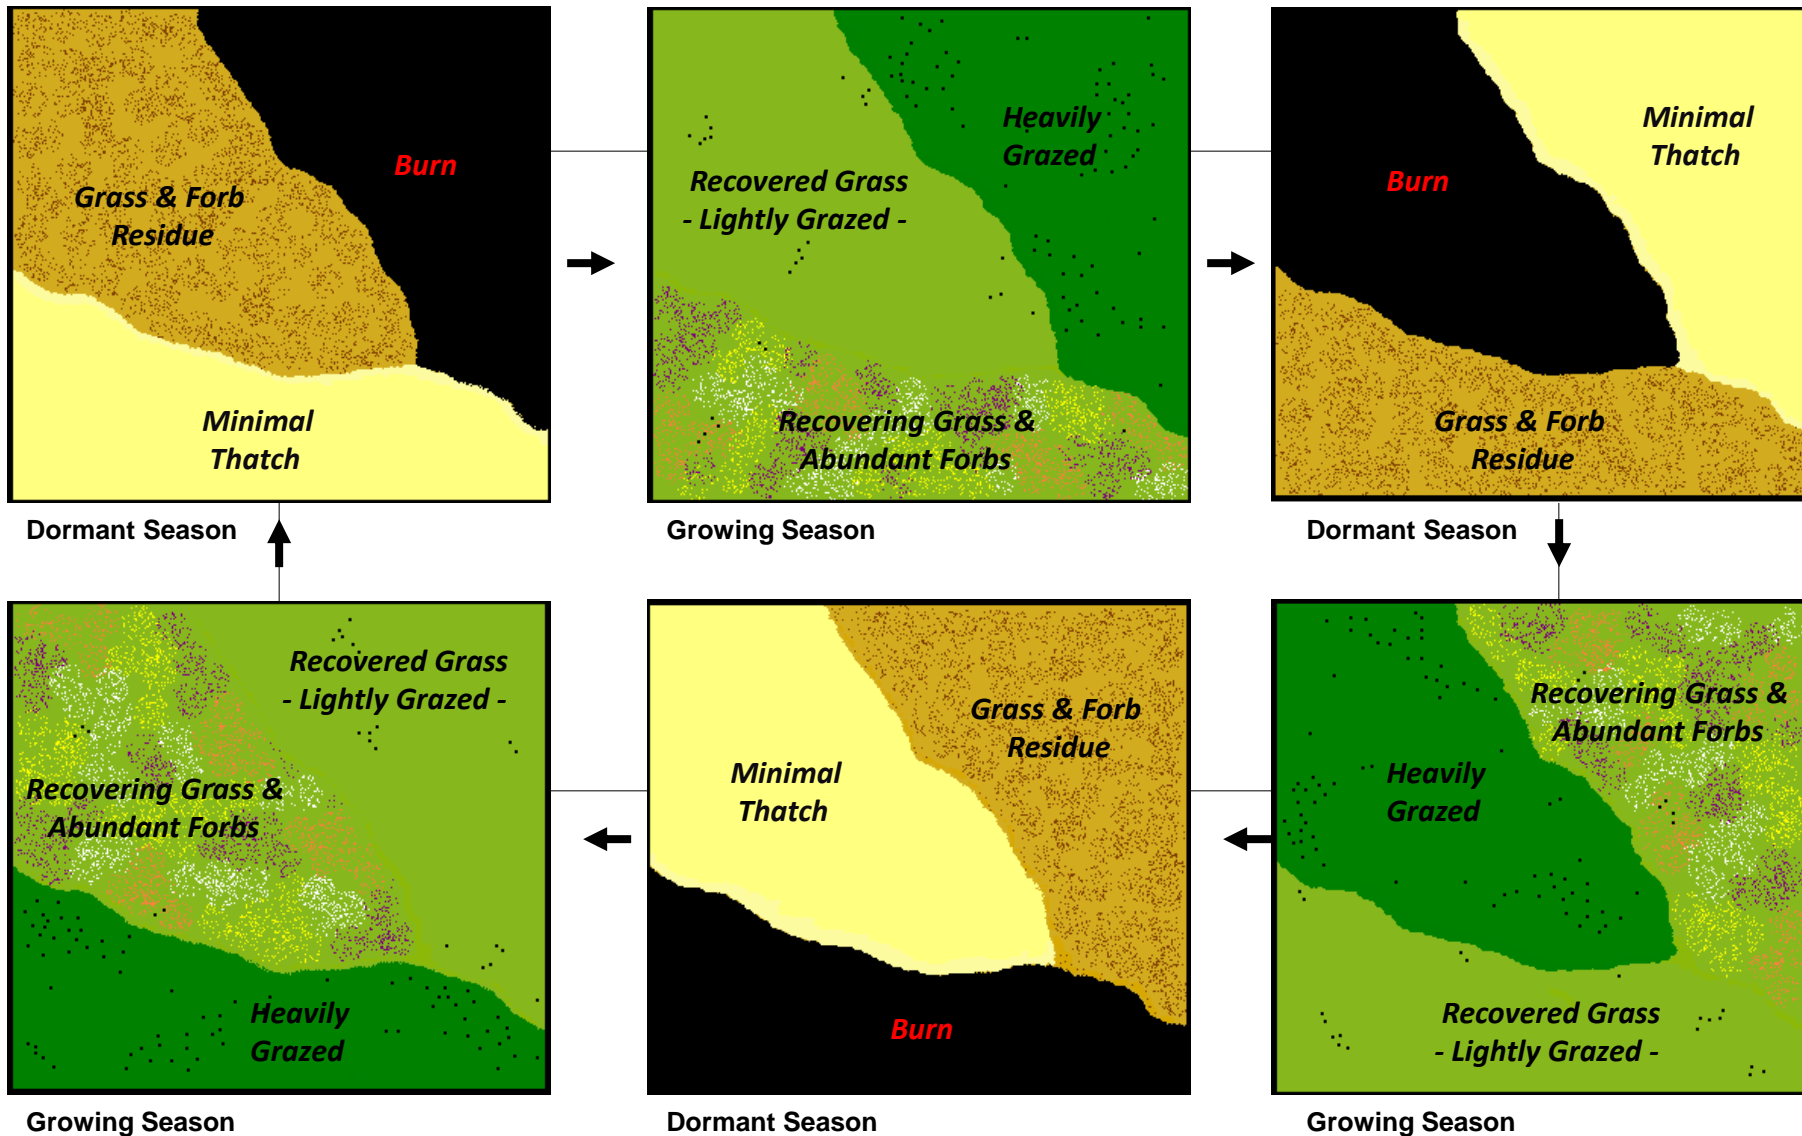 Burn
Grass & Forb
Residue
Minimal
Thatch
Dormant Season
Heavily
Grazed
Recovered Grass
- Lightly Grazed -
Recovering Grass &
Abundant Forbs
Growing Season
Minimal
Thatch
Burn
Grass & Forb
Residue
Dormant Season
Recovered Grass
- Lightly Grazed -
Recovering Grass &
Abundant Forbs
Heavily
Grazed
Growing Season
Grass & Forb
Residue
Minimal
Thatch
Burn
Dormant Season
Recovering Grass &
Abundant Forbs
Heavily
Grazed
Recovered Grass
- Lightly Grazed -
Growing Season